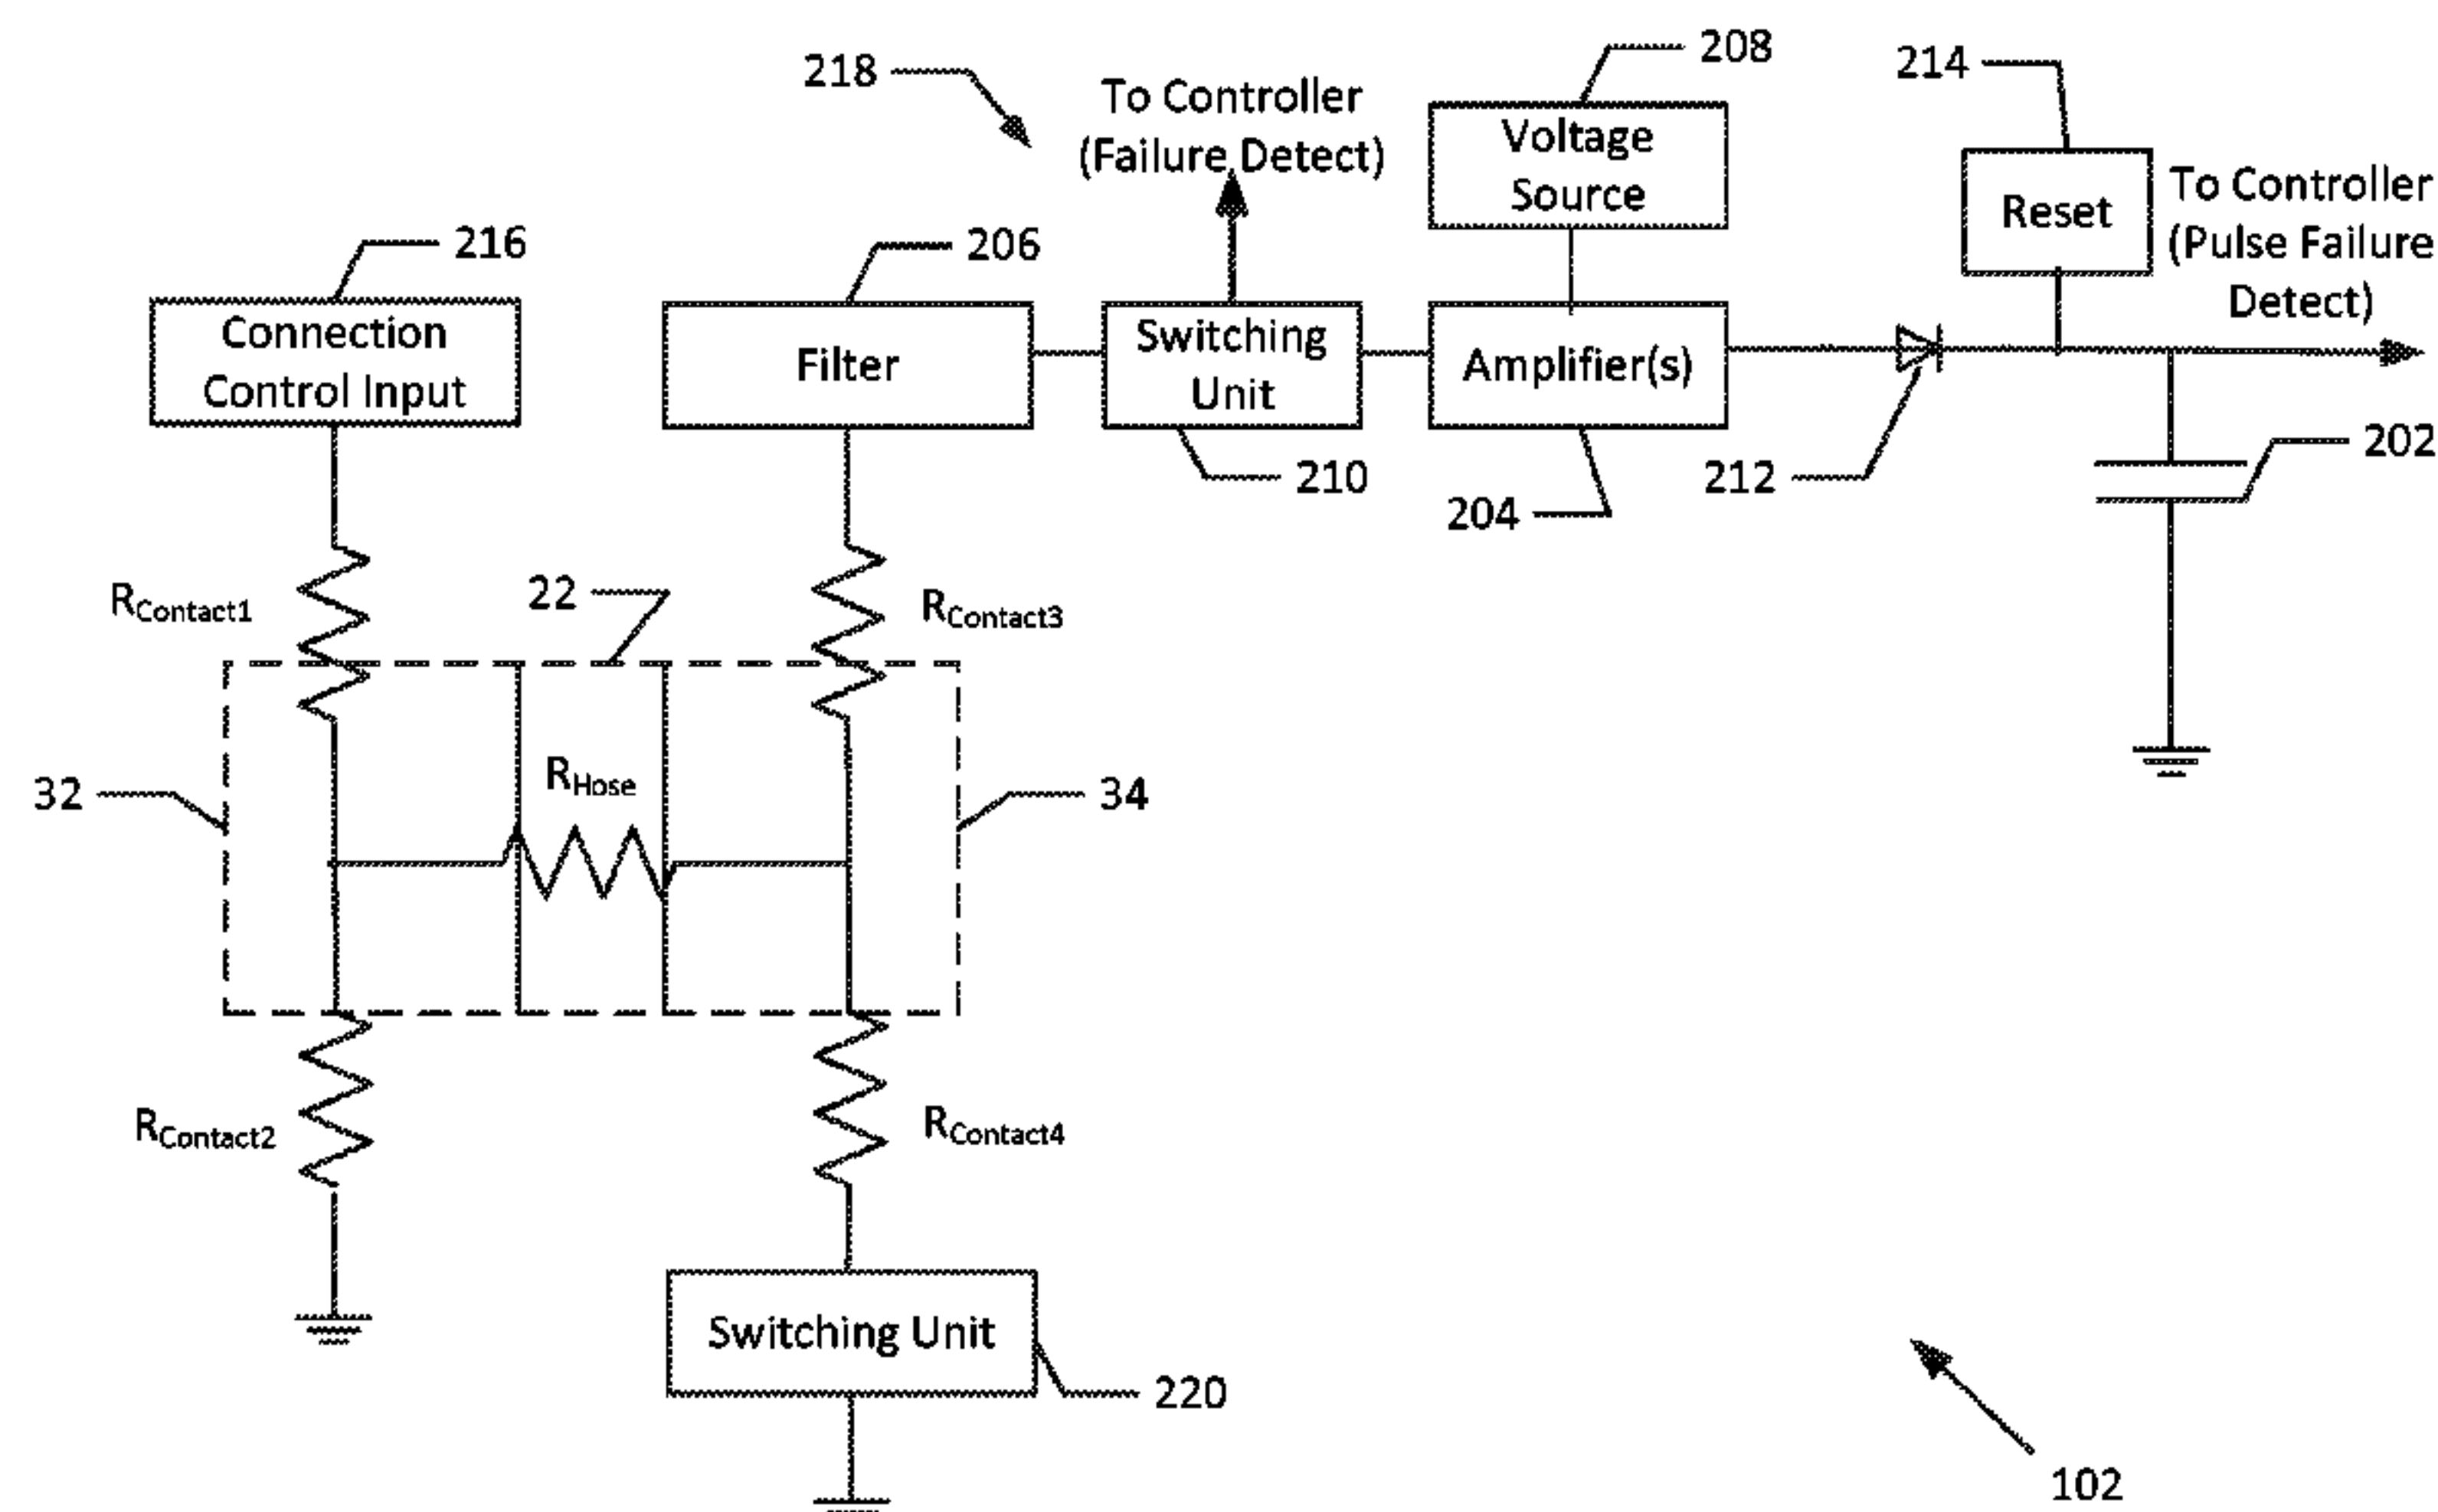 208
214
218
To Controller
(Failure Detect)
Voltage
Source
Reset
To Controller
(Pulse Failure
Detect)
216
206
Connection
Control Input
Filter
Switching
Unit
Amplifier(s)
202
210
212
204
22
RContact1
RContact3
RHose
32
34
RContact2
RContact4
Switching Unit
220
102